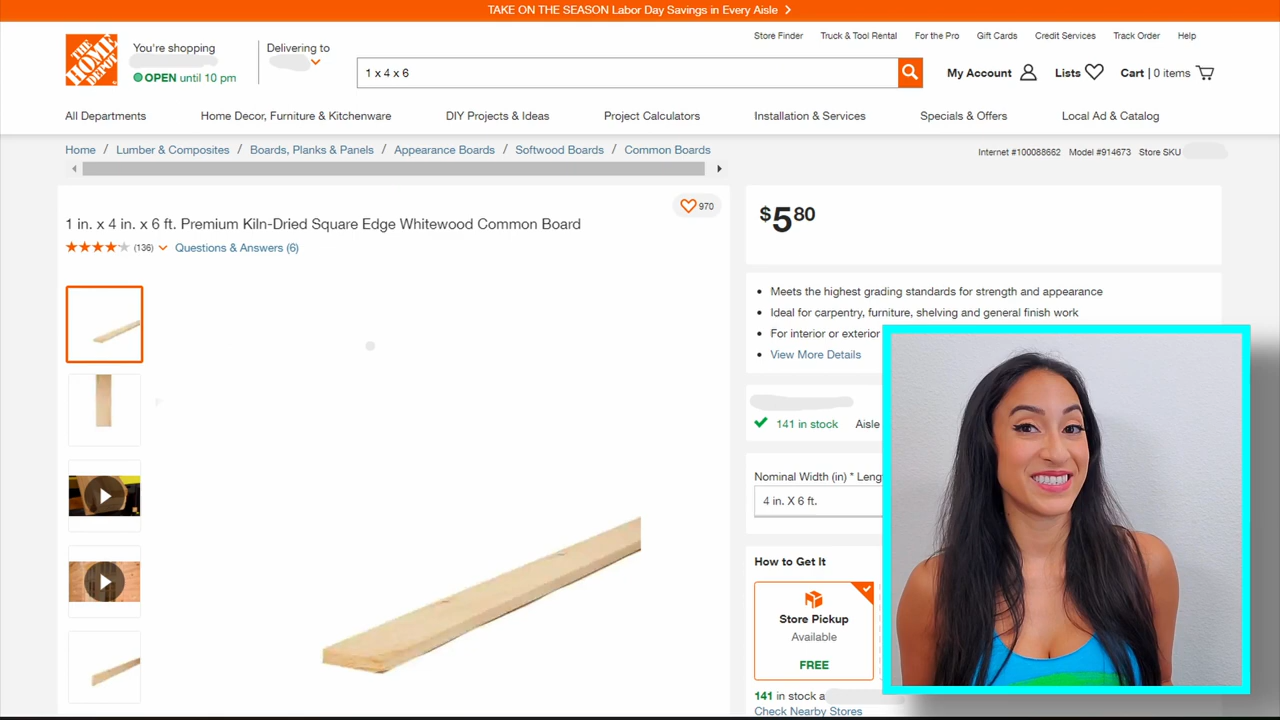 TAKE ON THE SEASON Labor Day Savings in Every Aisle
Store Finder Truck & Tool Rental For the Pro Gift Cards Credit Services Track Order Help
THE HOME DEPOT
You're shopping
OPEN until 10 pm
Delivering to
1 x 4 x 6
My Account Lists Cart | 0 items
All Departments Home Decor, Furniture & Kitchenware DIY Projects & Ideas Project Calculators Installation & Services Specials & Offers Local Ad & Catalog
Home / Lumber & Composites / Boards, Planks & Panels / Appearance Boards / Softwood Boards / Common Boards
Internet #100088662 Model #914673 Store SKU
970
1 in. x 4 in. x 6 ft. Premium Kiln-Dried Square Edge Whitewood Common Board
(136) Questions & Answers (6)
$580
Meets the highest grading standards for strength and appearance
Ideal for carpentry, furniture, shelving and general finish work
For interior or exterior
View More Details
141 in stock Aisle
Nominal Width (in) * Leng
4 in. X 6 ft.
How to Get It
Store Pickup
Available
FREE
141 in stock a
Check Nearby Stores